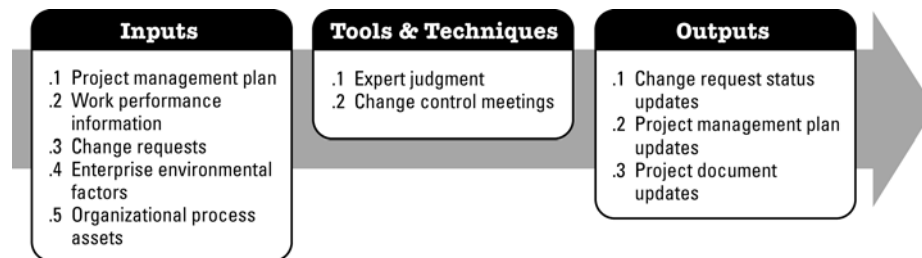 Inputs
.1 Project management plan
.2 Work performance
information
.3 Change requests
.4 Enterprise environmental
factors
.5 Organizational process
assets
Tools & Techniques
.1 Expert judgment
.2 Change control meetings
Outputs
.1 Change request status
updates
.2 Project management plan
updates
.3 Project document
updates